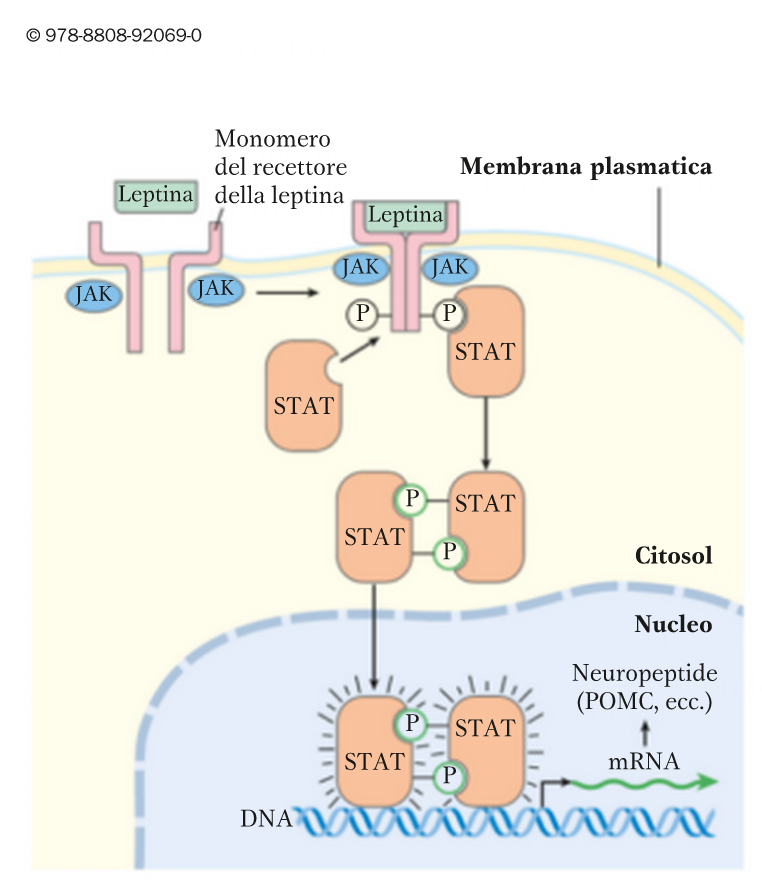 © 978-8808-92069-0
Monomero
del recettore
della leptina
Membrana plasmatica
Leptina
Leptina
JAK
JAK
JAK
JAK
P
P
STAT
STAT
P
STAT
STAT
P
Citosol
Nucleo
Neuropeptide
(POMC, ecc.)
P
STAT
STAT
mRNA
P
DNA